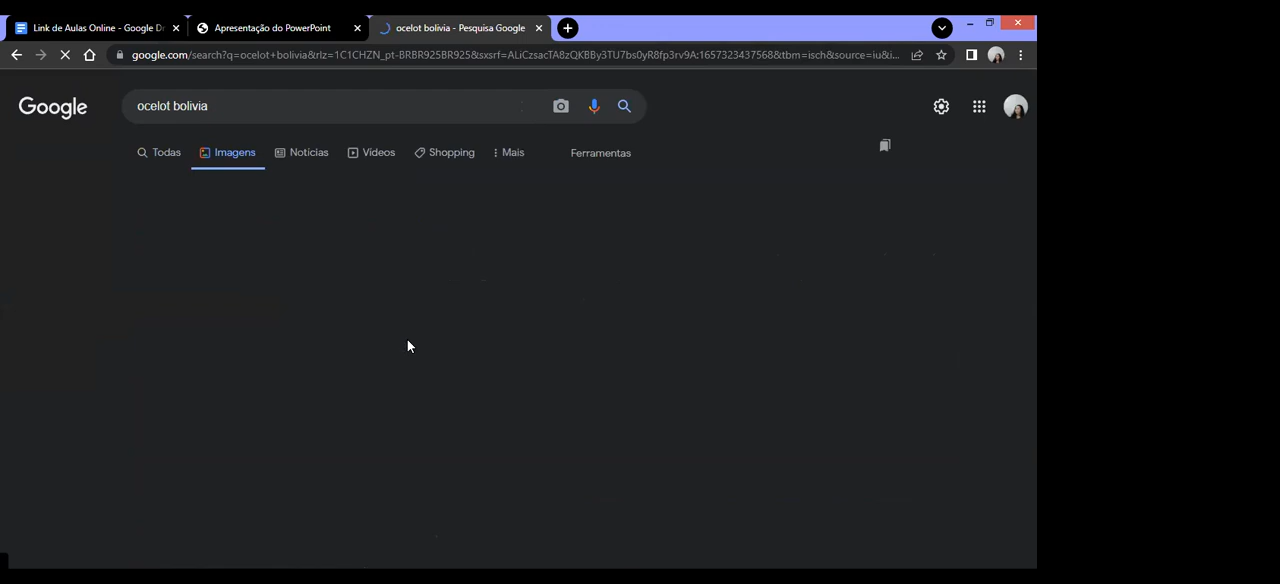 Link de Aulas Online - Google D
Apresentação do PowerPoint
ocelot bolivia - Pesquisa Google
google.com/search?q=ocelot+bolivia&rlz=1C1CHZN_pt-BRBR925BR925&sxsrf=ALiCzsacTA8zQKBBy3TU7bs0yR8fp3rv9A:1657323437568&tbm=isch&source=iu&i...
Google
ocelot bolivia
Todas
Imagens
Notícias
Vídeos
Shopping
Mais
Ferramentas